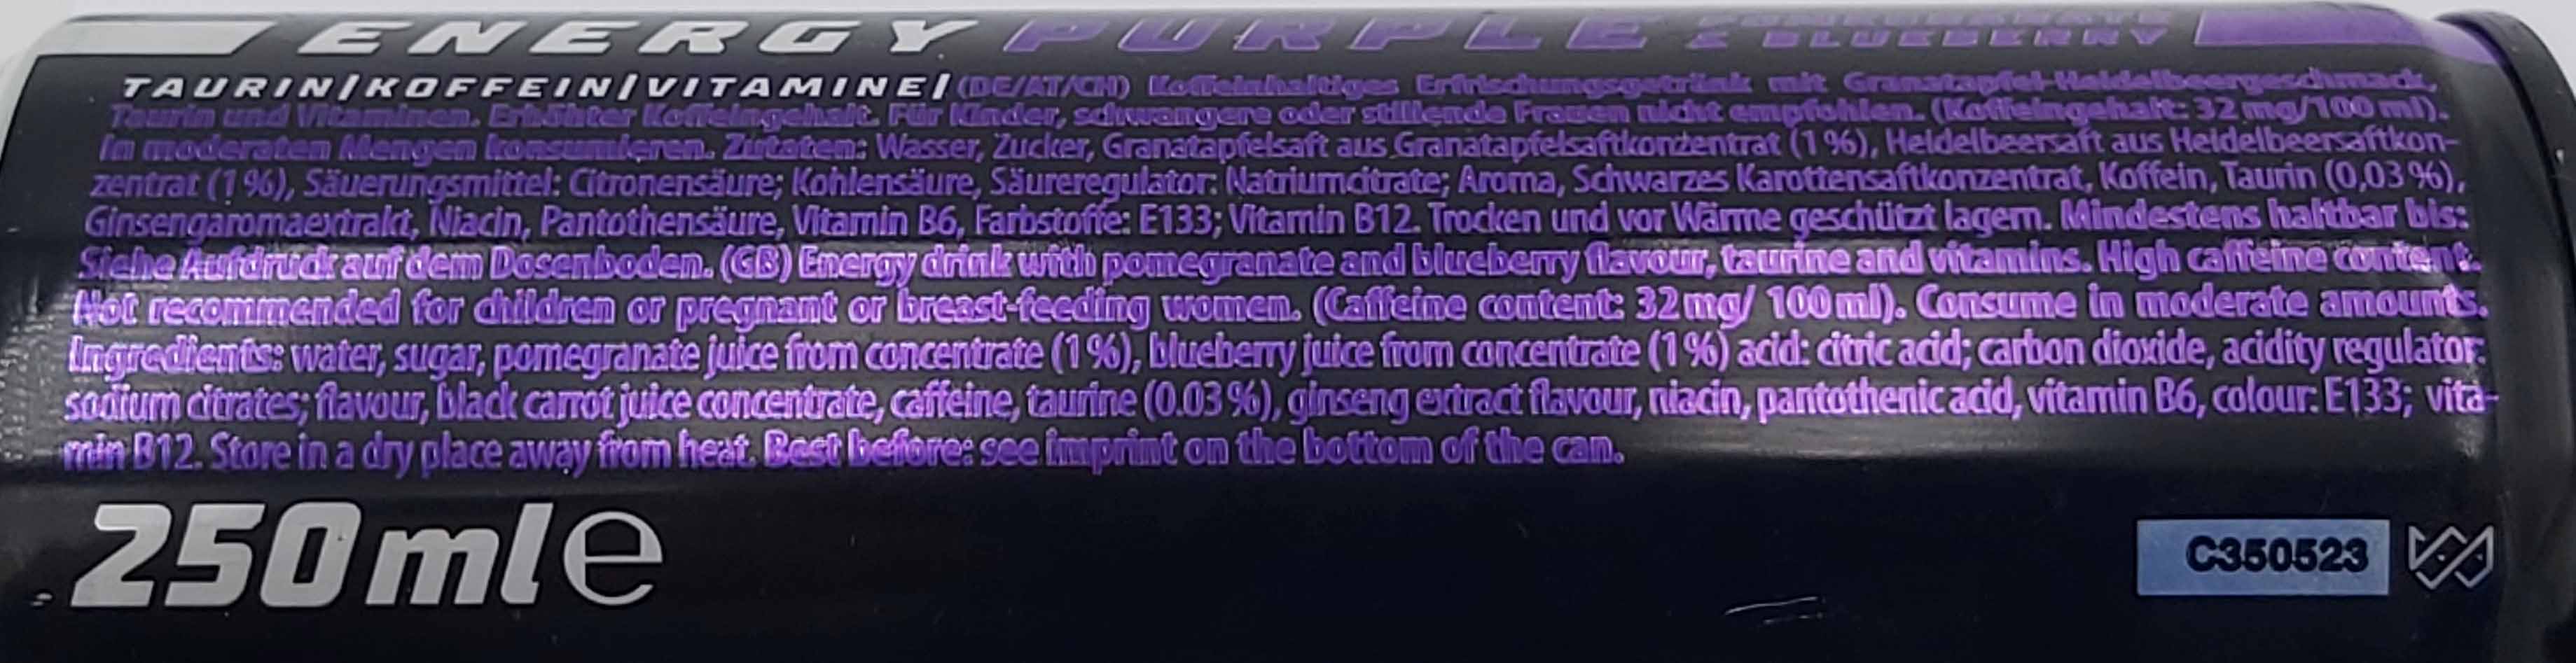 ENERGY PURPLE POMEGRANATE & BLUEBERRY
TAURIN/KOFFEIN/VITAMINE/ (DE/AT/CH) Koffeinhaltiges Erfrischungsgetränk mit Granatapfel-Heidelbeergeschmack,
Taurin und Vitaminen. Erhöhter Koffeingehalt. Für Kinder, schwangere oder stillende Frauen nicht empfohlen. (Koffeingehalt: 32 mg/100 ml).
In moderaten Mengen konsumieren. Zutaten: Wasser, Zucker, Granatapfelsaft aus Granatapfelsaftkonzentrat (1 %), Heidelbeersaft aus Heidelbeersaftkon-
zentrat (1 %), Säuerungsmittel: Citronensäure; Kohlensäure, Säureregulator: Natriumcitrate; Aroma, Schwarzes Karottensaftkonzentrat, Koffein, Taurin (0,03 %),
Ginsengaromaextrakt, Niacin, Pantothensäure, Vitamin B6, Farbstoffe: E133; Vitamin B12. Trocken und vor Wärme geschützt lagern. Mindestens haltbar bis:
Siehe Aufdruck auf dem Dosenboden. (GB) Energy drink with pomegranate and blueberry flavour, taurine and vitamins. High caffeine content.
Not recommended for children or pregnant or breast-feeding women. (Caffeine content: 32 mg/ 100 ml). Consume in moderate amounts.
Ingredients: water, sugar, pomegranate juice from concentrate (1 %), blueberry juice from concentrate (1 %) acid: citric acid; carbon dioxide, acidity regulator:
sodium citrates; flavour, black carrot juice concentrate, caffeine, taurine (0.03 %), ginseng extract flavour, niacin, pantothenic acid, vitamin B6, colour: E133; vita-
min B12. Store in a dry place away from heat. Best before: see imprint on the bottom of the can.
250 ml e
C350523